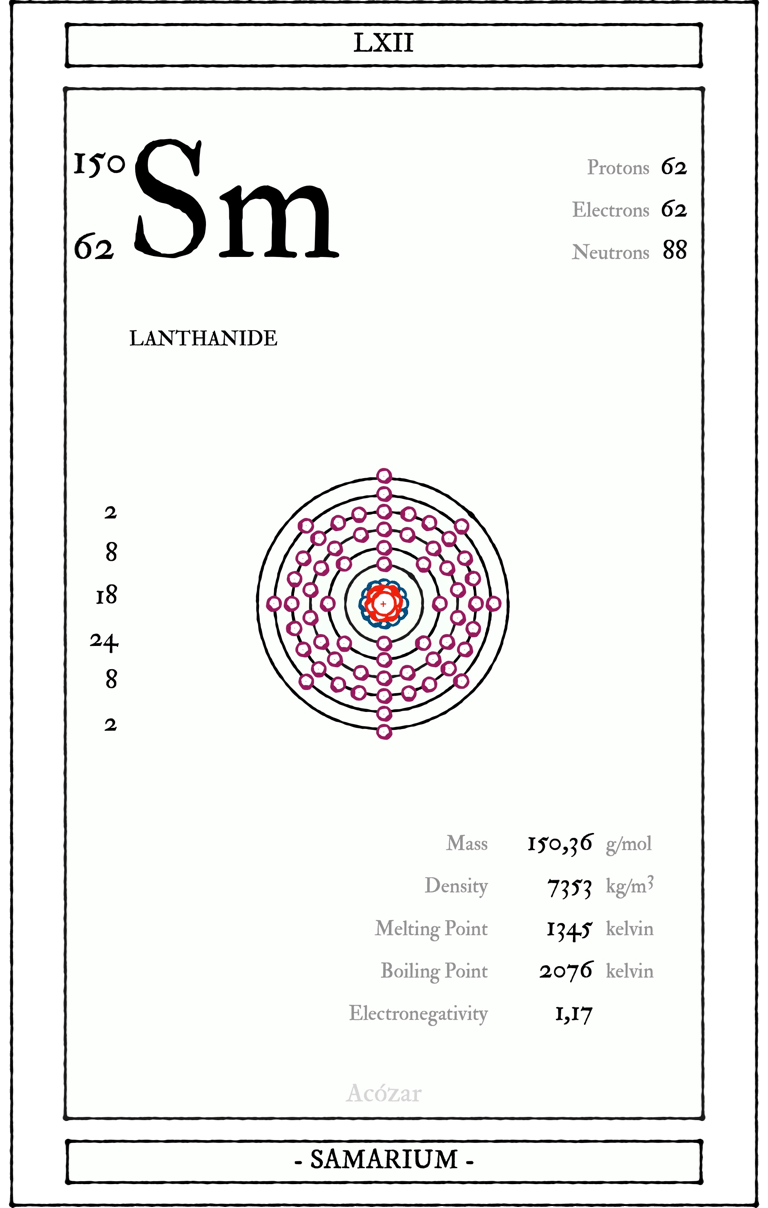 LXII
150
Sm
62
Protons 62
Electrons 62
Neutrons 88
LANTHANIDE
2
8
18
24
8
2
+
Mass 150,36 g/mol
Density 7353 kg/m³
Melting Point 1345 kelvin
Boiling Point 2076 kelvin
Electronegativity 1,17
Acózar
- SAMARIUM -